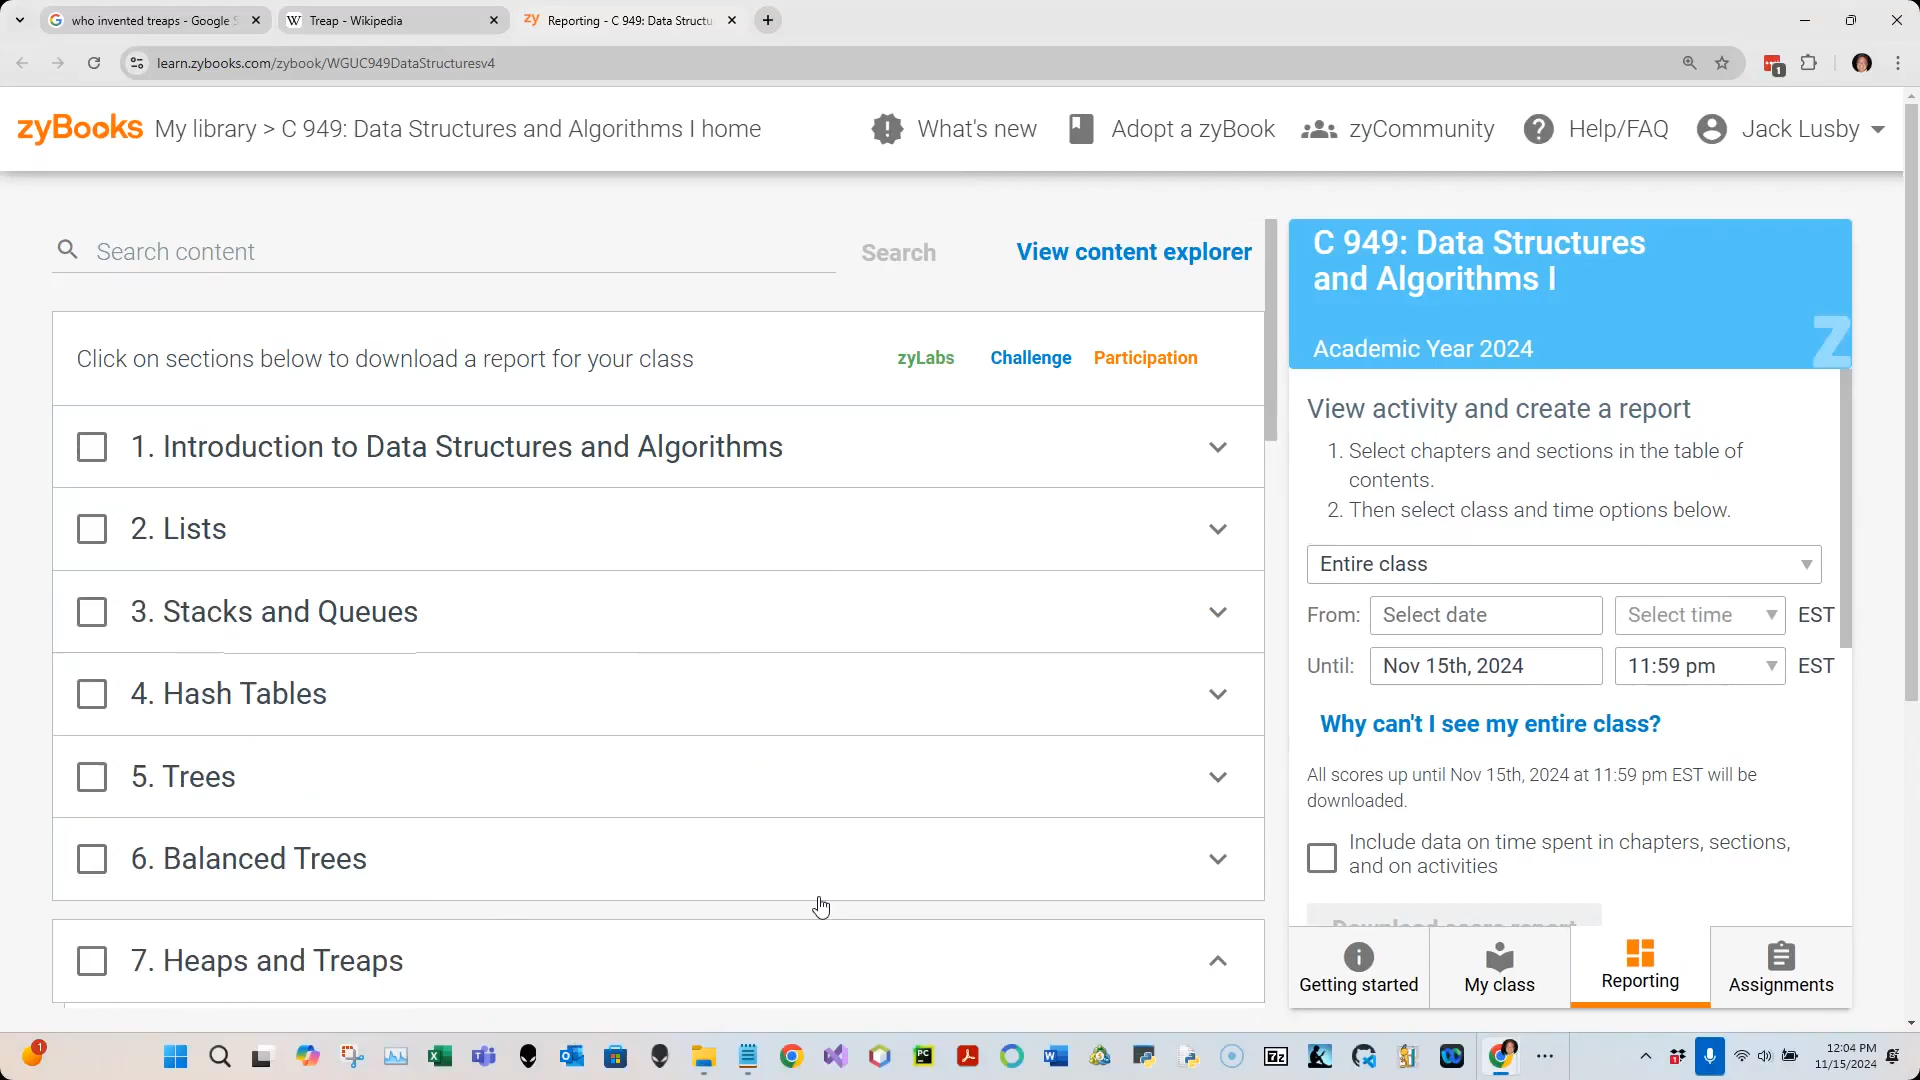 who invented treaps - Google S
Treap - Wikipedia
zy Reporting - C 949: Data Structu
learn.zybooks.com/zybook/WGUC949DataStructuresv4
1
zyBooks My library > C 949: Data Structures and Algorithms I home
What's new
Adopt a zyBook
zyCommunity
Help/FAQ
Jack Lusby
Search content
Search
View content explorer
Click on sections below to download a report for your class
zyLabs
Challenge
Participation
1. Introduction to Data Structures and Algorithms
2. Lists
3. Stacks and Queues
4. Hash Tables
5. Trees
6. Balanced Trees
7. Heaps and Treaps
C 949: Data Structures
and Algorithms I
Academic Year 2024
Z
View activity and create a report
1. Select chapters and sections in the table of
contents.
2. Then select class and time options below.
Entire class
From: Select date Select time EST
Until: Nov 15th, 2024 11:59 pm EST
Why can't I see my entire class?
All scores up until Nov 15th, 2024 at 11:59 pm EST will be
downloaded.
Include data on time spent in chapters, sections,
and on activities
Download score report
Getting started
My class
Reporting
Assignments
1
12:04 PM
11/15/2024